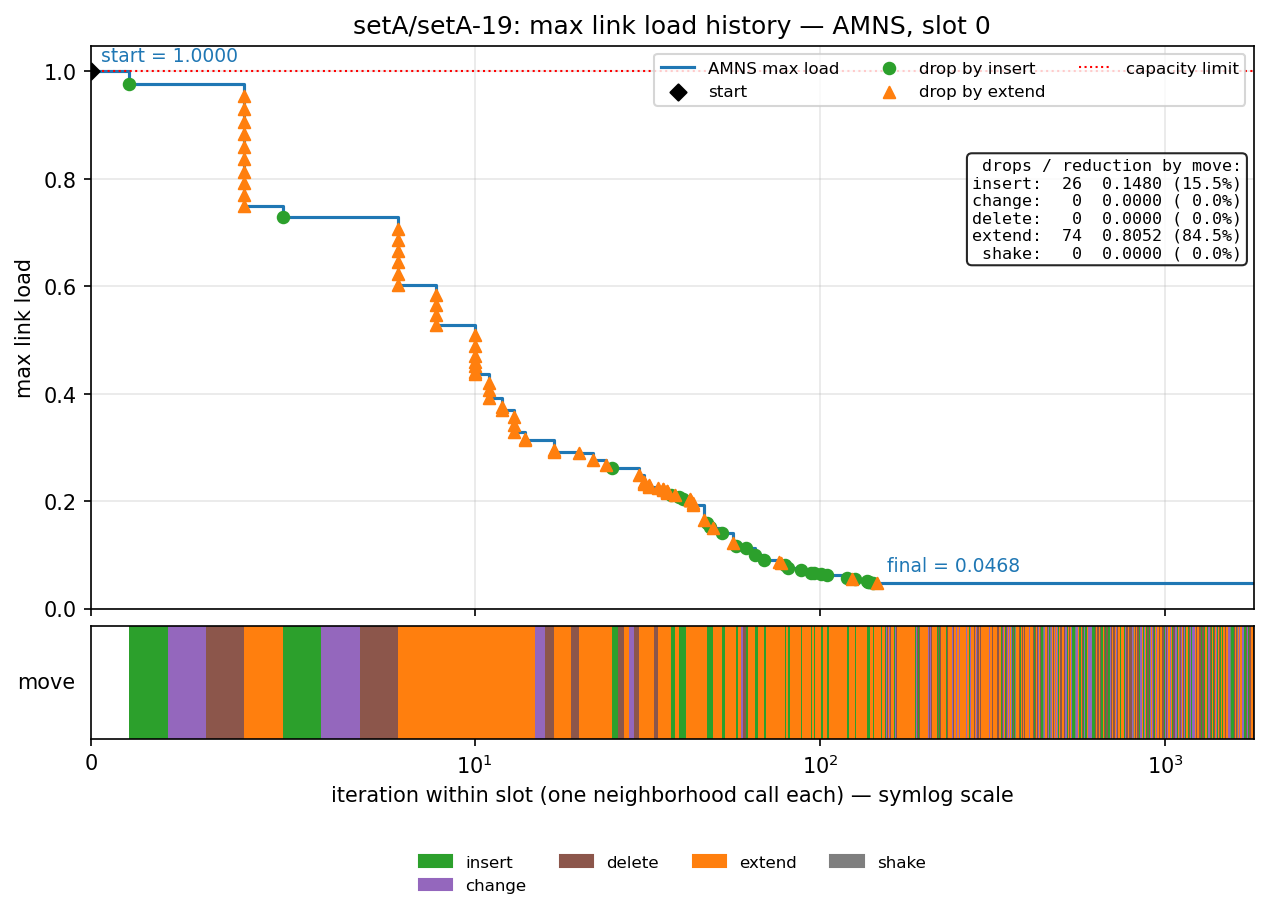 setA/setA-19: max link load history — AMNS, slot 0
start = 1.0000
AMNS max load
start
drop by insert
drop by extend
capacity limit
drops / reduction by move:
insert: 26 0.1480 (15.5%)
change: 0 0.0000 ( 0.0%)
delete: 0 0.0000 ( 0.0%)
extend: 74 0.8052 (84.5%)
shake: 0 0.0000 ( 0.0%)
1.0
0.8
0.6
0.4
0.2
0.0
max link load
final = 0.0468
move
0
10¹
10²
10³
iteration within slot (one neighborhood call each) — symlog scale
insert
change
delete
extend
shake